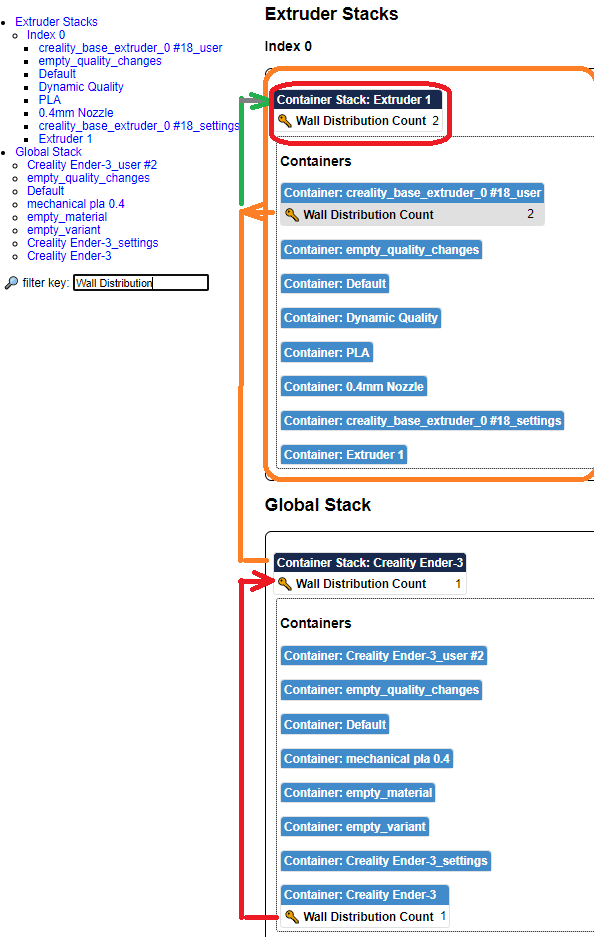 Extruder Stacks
Index 0
creality_base_extruder_0 #18_user
empty_quality_changes
Default
Dynamic Quality
PLA
0.4mm Nozzle
creality_base_extruder_0 #18_settings
Extruder 1
Global Stack
Creality Ender-3_user #2
empty_quality_changes
Default
mechanical pla 0.4
empty_material
empty_variant
Creality Ender-3_settings
Creality Ender-3
filter key: Wall Distribution
Extruder Stacks
Index 0
Container Stack: Extruder 1
Wall Distribution Count 2
Containers
Container: creality_base_extruder_0 #18_user
Wall Distribution Count 2
Container: empty_quality_changes
Container: Default
Container: Dynamic Quality
Container: PLA
Container: 0.4mm Nozzle
Container: creality_base_extruder_0 #18_settings
Container: Extruder 1
Global Stack
Container Stack: Creality Ender-3
Wall Distribution Count 1
Containers
Container: Creality Ender-3_user #2
Container: empty_quality_changes
Container: Default
Container: mechanical pla 0.4
Container: empty_material
Container: empty_variant
Container: Creality Ender-3_settings
Container: Creality Ender-3
Wall Distribution Count 1